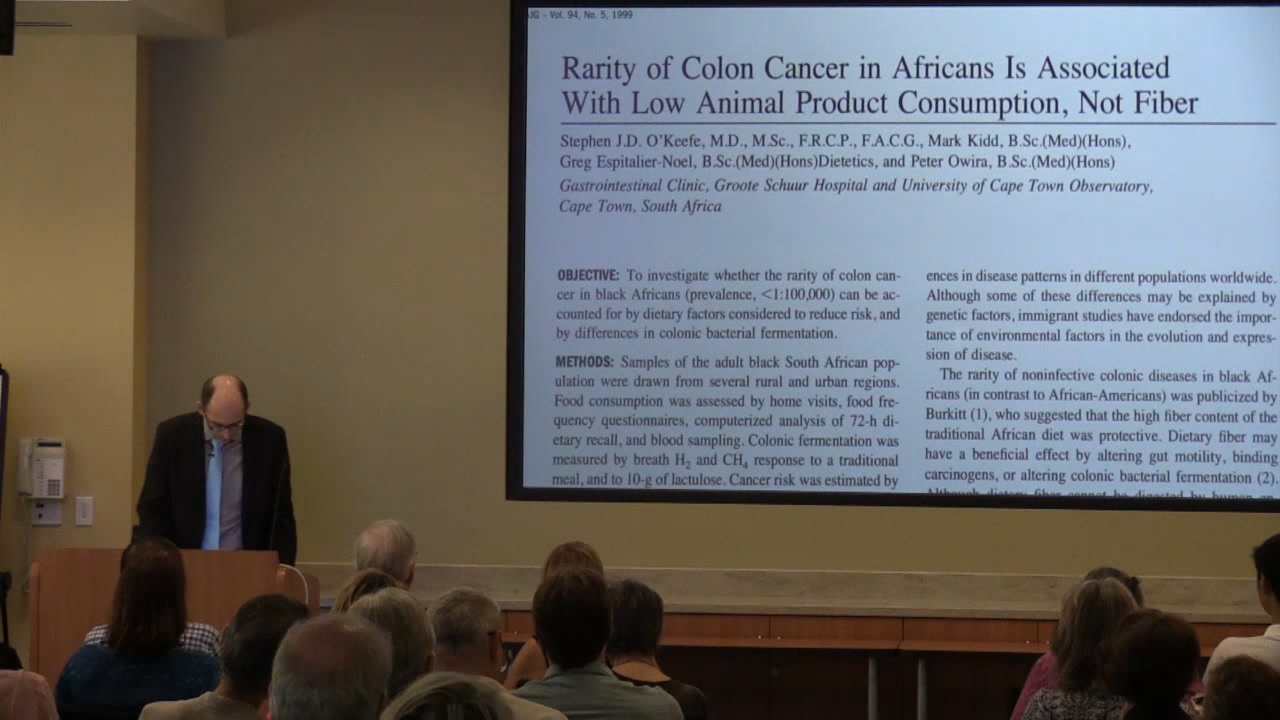 JG – Vol. 94, No. 5, 1999
Rarity of Colon Cancer in Africans Is Associated
With Low Animal Product Consumption, Not Fiber
Stephen J.D. O'Keefe, M.D., M.Sc., F.R.C.P., F.A.C.G., Mark Kidd, B.Sc.(Med)(Hons),
Greg Espitalier-Noel, B.Sc.(Med)(Hons)Dietetics, and Peter Owira, B.Sc.(Med)(Hons)
Gastrointestinal Clinic, Groote Schuur Hospital and University of Cape Town Observatory,
Cape Town, South Africa
OBJECTIVE: To investigate whether the rarity of colon can-
cer in black Africans (prevalence, <1:100,000) can be ac-
counted for by dietary factors considered to reduce risk, and
by differences in colonic bacterial fermentation.
METHODS: Samples of the adult black South African pop-
ulation were drawn from several rural and urban regions.
Food consumption was assessed by home visits, food fre-
quency questionnaires, computerized analysis of 72-h di-
etary recall, and blood sampling. Colonic fermentation was
measured by breath H₂ and CH₄ response to a traditional
meal, and to 10-g of lactulose. Cancer risk was estimated by
ences in disease patterns in different populations worldwide.
Although some of these differences may be explained by
genetic factors, immigrant studies have endorsed the impor-
tance of environmental factors in the evolution and expres-
sion of disease.
The rarity of noninfective colonic diseases in black Af-
ricans (in contrast to African-Americans) was publicized by
Burkitt (1), who suggested that the high fiber content of the
traditional African diet was protective. Dietary fiber may
have a beneficial effect by altering gut motility, binding
carcinogens, or altering colonic bacterial fermentation (2).
Although dietary fiber cannot be digested by human